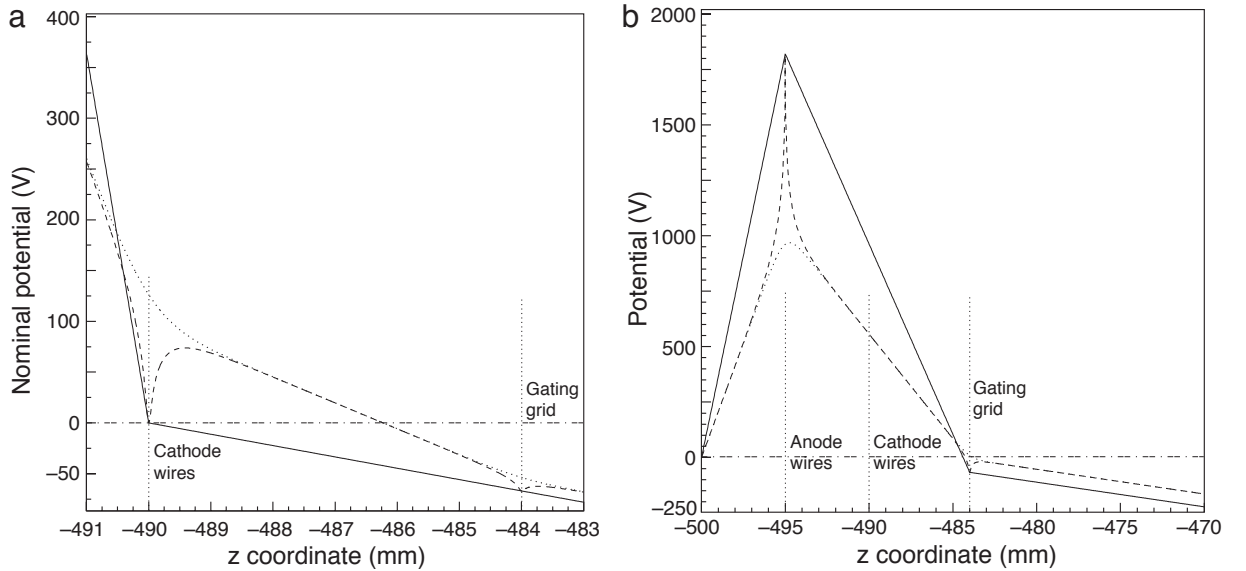 a
Nominal potential (V)
400
300
200
100
0
−50
Cathode
wires
Gating
grid
−491 −490 −489 −488 −487 −486 −485 −484 −483
z coordinate (mm)
b
Potential (V)
2000
1500
1000
500
0
−250
Anode
wires
Cathode
wires
Gating
grid
−500 −495 −490 −485 −480 −475 −470
z coordinate (mm)